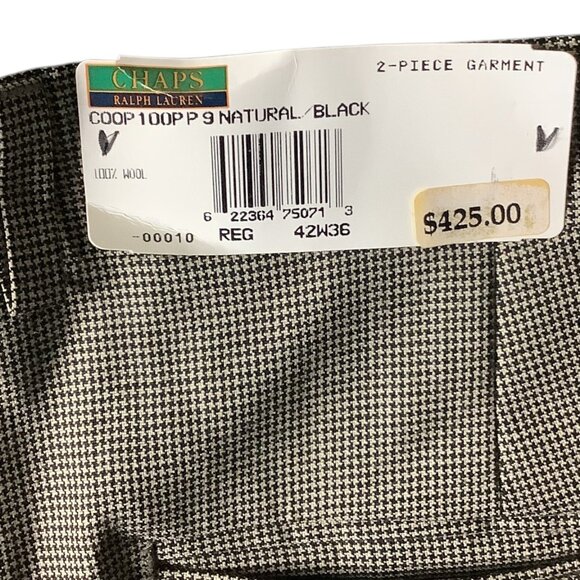 CHAPS
RALPH LAUREN
2-PIECE GARMENT
COOP100PP9 NATURAL/BLACK
100% WOOL
6 22364 75071 3
-00010 REG 42W36
$425.00